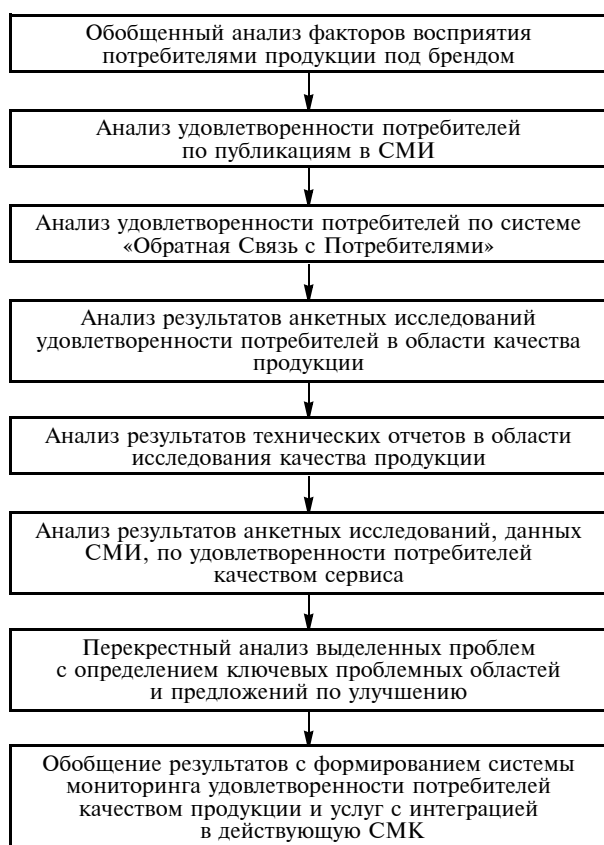 Обобщенный анализ факторов восприятия
потребителями продукции под брендом
Анализ удовлетворенности потребителей
по публикациям в СМИ
Анализ удовлетворенности потребителей по системе
«Обратная Связь с Потребителями»
Анализ результатов анкетных исследований
удовлетворенности потребителей в области качества
продукции
Анализ результатов технических отчетов в области
исследования качества продукции
Анализ результатов анкетных исследований, данных
СМИ, по удовлетворенности потребителей
качеством сервиса
Перекрестный анализ выделенных проблем
с определением ключевых проблемных областей
и предложений по улучшению
Обобщение результатов с формированием системы
мониторинга удовлетворенности потребителей
качеством продукции и услуг с интеграцией
в действующую СМК